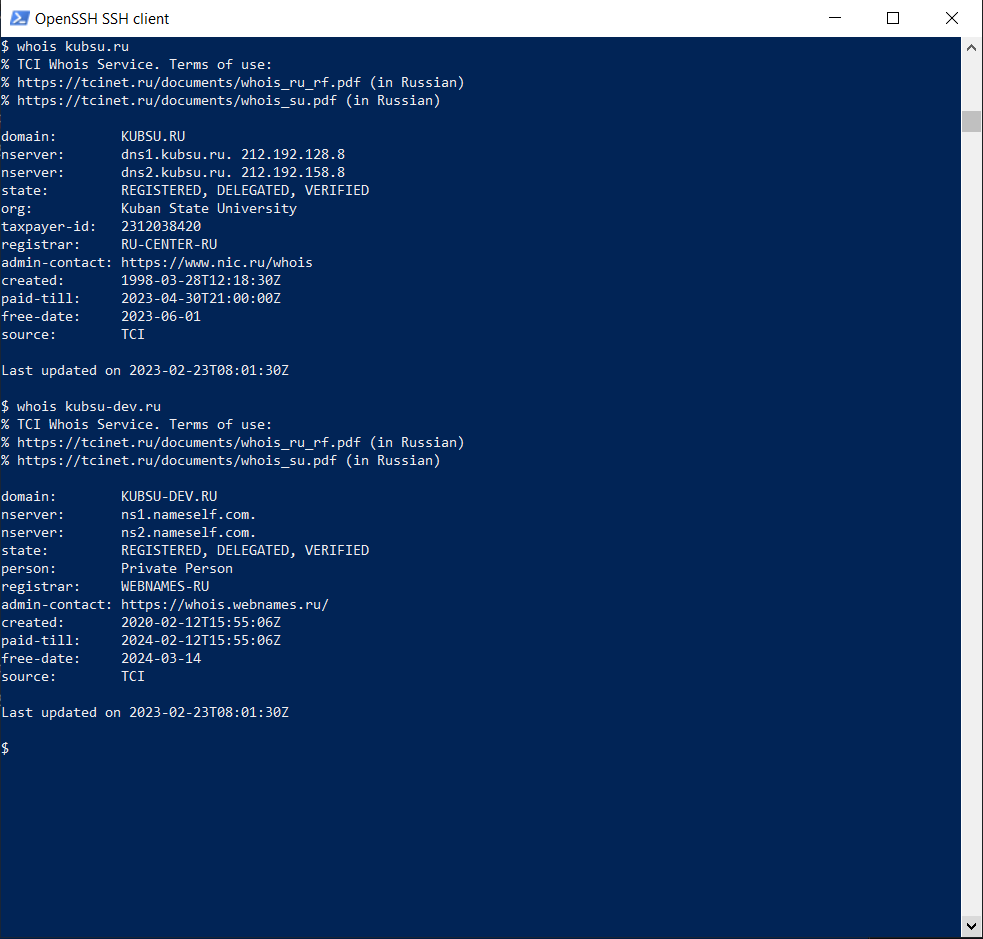 OpenSSH SSH client
$ whois kubsu.ru
% TCI Whois Service. Terms of use:
% https://tcinet.ru/documents/whois_ru_rf.pdf (in Russian)
% https://tcinet.ru/documents/whois_su.pdf (in Russian)
domain:        KUBSU.RU
nserver:       dns1.kubsu.ru. 212.192.128.8
nserver:       dns2.kubsu.ru. 212.192.158.8
state:         REGISTERED, DELEGATED, VERIFIED
org:           Kuban State University
taxpayer-id:   2312038420
registrar:     RU-CENTER-RU
admin-contact: https://www.nic.ru/whois
created:       1998-03-28T12:18:30Z
paid-till:     2023-04-30T21:00:00Z
free-date:     2023-06-01
source:        TCI
Last updated on 2023-02-23T08:01:30Z
$ whois kubsu-dev.ru
% TCI Whois Service. Terms of use:
% https://tcinet.ru/documents/whois_ru_rf.pdf (in Russian)
% https://tcinet.ru/documents/whois_su.pdf (in Russian)
domain:        KUBSU-DEV.RU
nserver:       ns1.nameself.com.
nserver:       ns2.nameself.com.
state:         REGISTERED, DELEGATED, VERIFIED
person:        Private Person
registrar:     WEBNAMES-RU
admin-contact: https://whois.webnames.ru/
created:       2020-02-12T15:55:06Z
paid-till:     2024-02-12T15:55:06Z
free-date:     2024-03-14
source:        TCI
Last updated on 2023-02-23T08:01:30Z
$